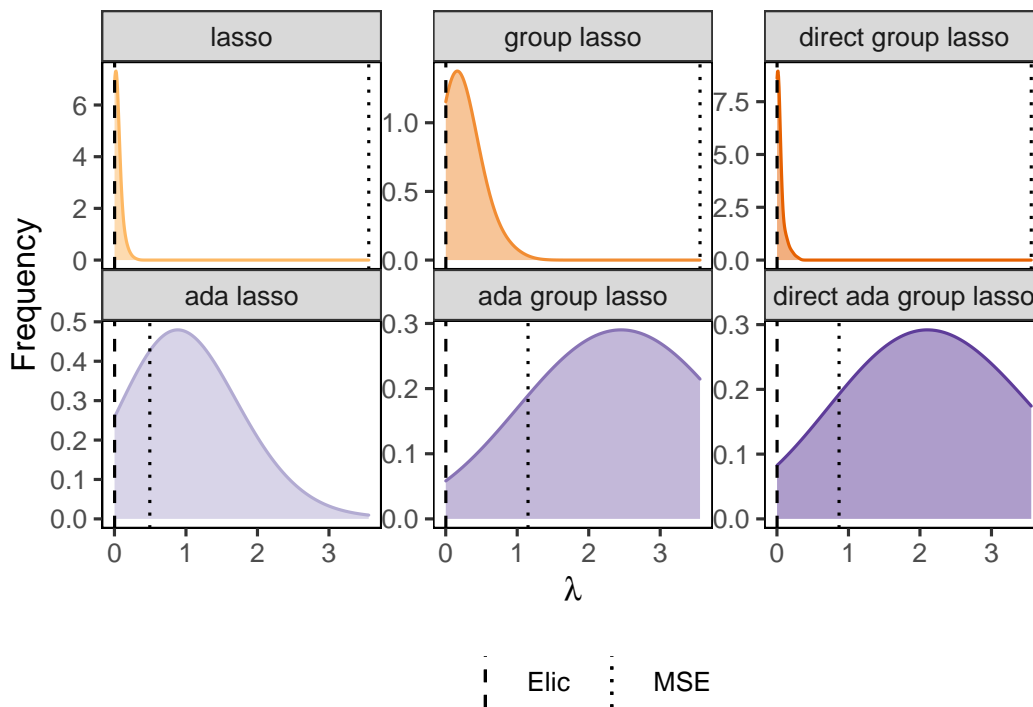 lasso
group lasso
direct group lasso
6
4
2
0
1.0
0.5
0.0
7.5
5.0
2.5
0.0
Frequency
ada lasso
ada group lasso
direct ada group lasso
0.5
0.4
0.3
0.2
0.1
0.0
0.3
0.2
0.1
0.0
0.3
0.2
0.1
0.0
0 1 2 3
0 1 2 3
0 1 2 3
λ
Elic MSE